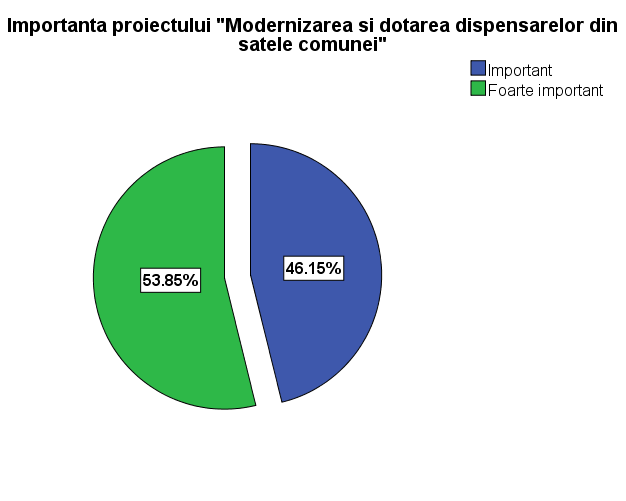 Importanta proiectului "Modernizarea si dotarea dispensarelor din
satele comunei"
Important
Foarte important
46.15%
53.85%